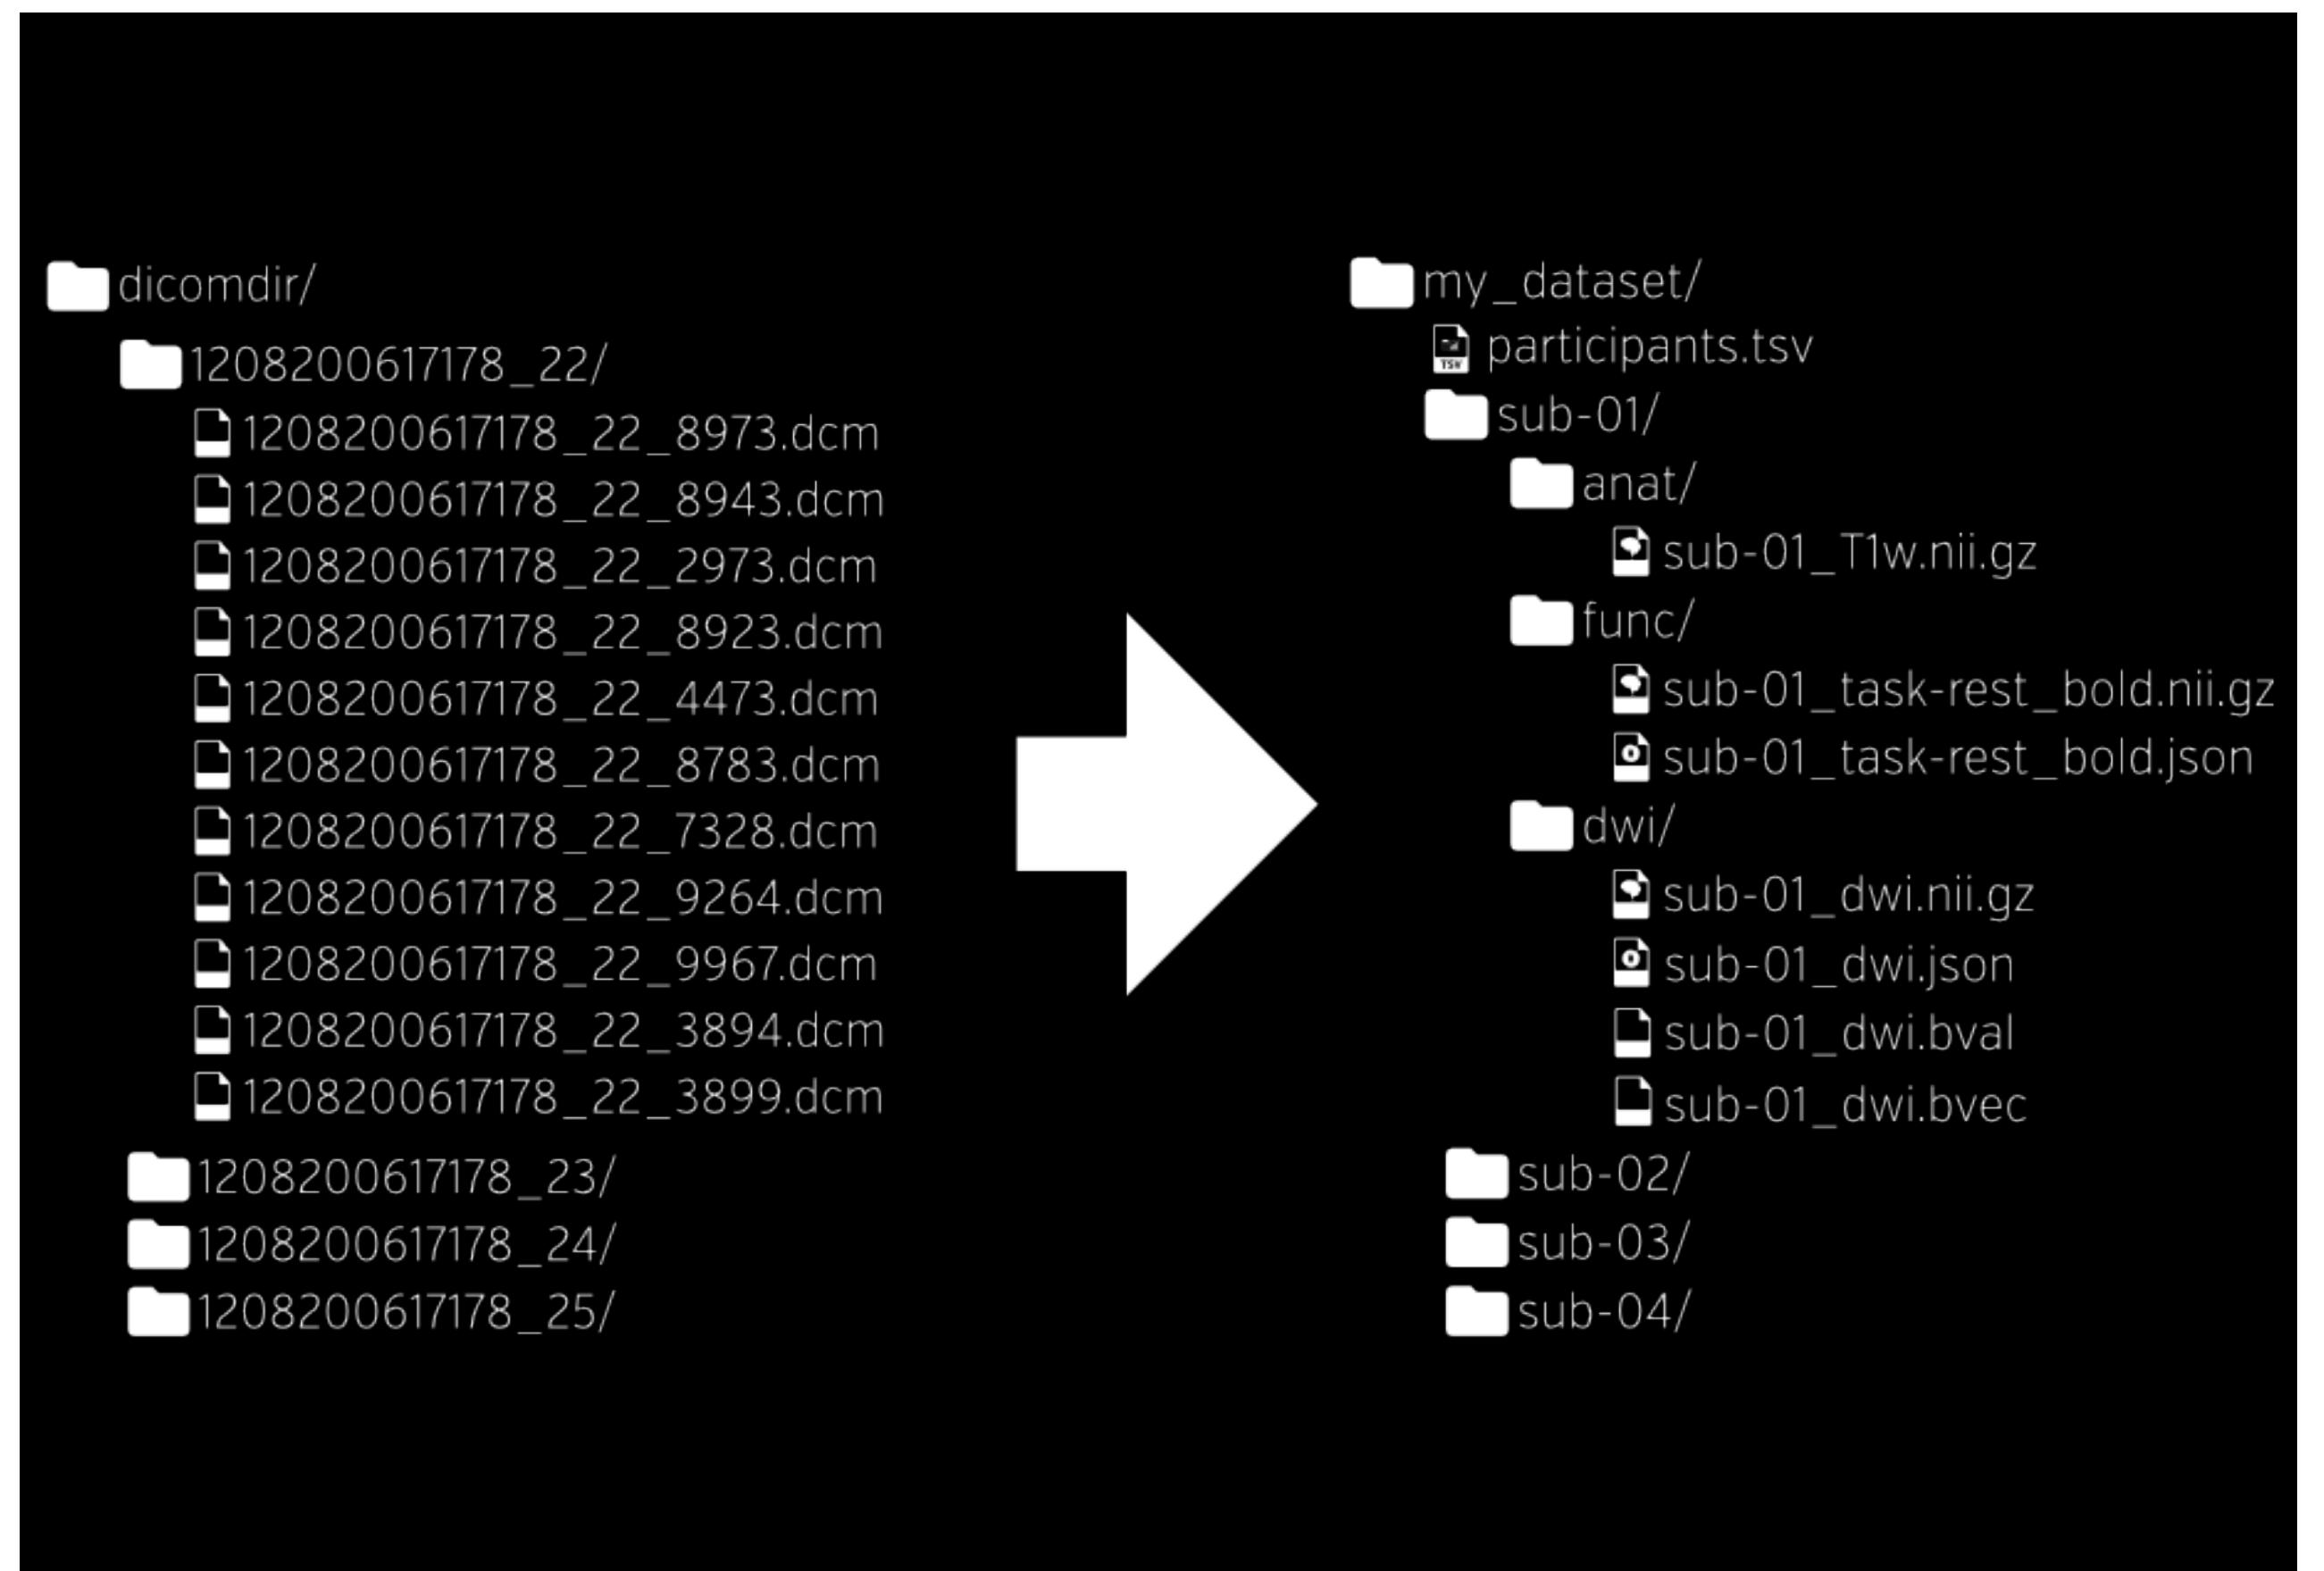 dicomdir/
1208200617178_22/
1208200617178_22_8973.dcm
1208200617178_22_8943.dcm
1208200617178_22_2973.dcm
1208200617178_22_8923.dcm
1208200617178_22_4473.dcm
1208200617178_22_8783.dcm
1208200617178_22_7328.dcm
1208200617178_22_9264.dcm
1208200617178_22_9967.dcm
1208200617178_22_3894.dcm
1208200617178_22_3899.dcm
1208200617178_23/
1208200617178_24/
1208200617178_25/
my_dataset/
TSV
participants.tsv
sub-01/
anat/
sub-01_T1w.nii.gz
func/
sub-01_task-rest_bold.nii.gz
sub-01_task-rest_bold.json
dwi/
sub-01_dwi.nii.gz
sub-01_dwi.json
sub-01_dwi.bval
sub-01_dwi.bvec
sub-02/
sub-03/
sub-04/